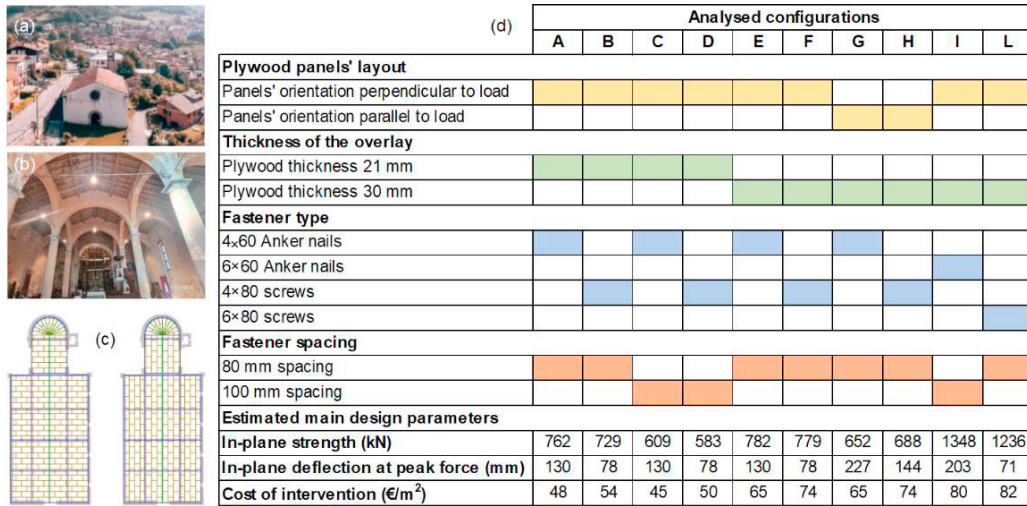 (a)
(b)
(c)
(d)
Analysed configurations
A B C D E F G H I L
Plywood panels' layout
Panels' orientation perpendicular to load
Panels' orientation parallel to load
Thickness of the overlay
Plywood thickness 21 mm
Plywood thickness 30 mm
Fastener type
4×60 Anker nails
6×60 Anker nails
4×80 screws
6×80 screws
Fastener spacing
80 mm spacing
100 mm spacing
Estimated main design parameters
In-plane strength (kN) 762 729 609 583 782 779 652 688 1348 1236
In-plane deflection at peak force (mm) 130 78 130 78 130 78 227 144 203 71
Cost of intervention (€/m²) 48 54 45 50 65 74 65 74 80 82